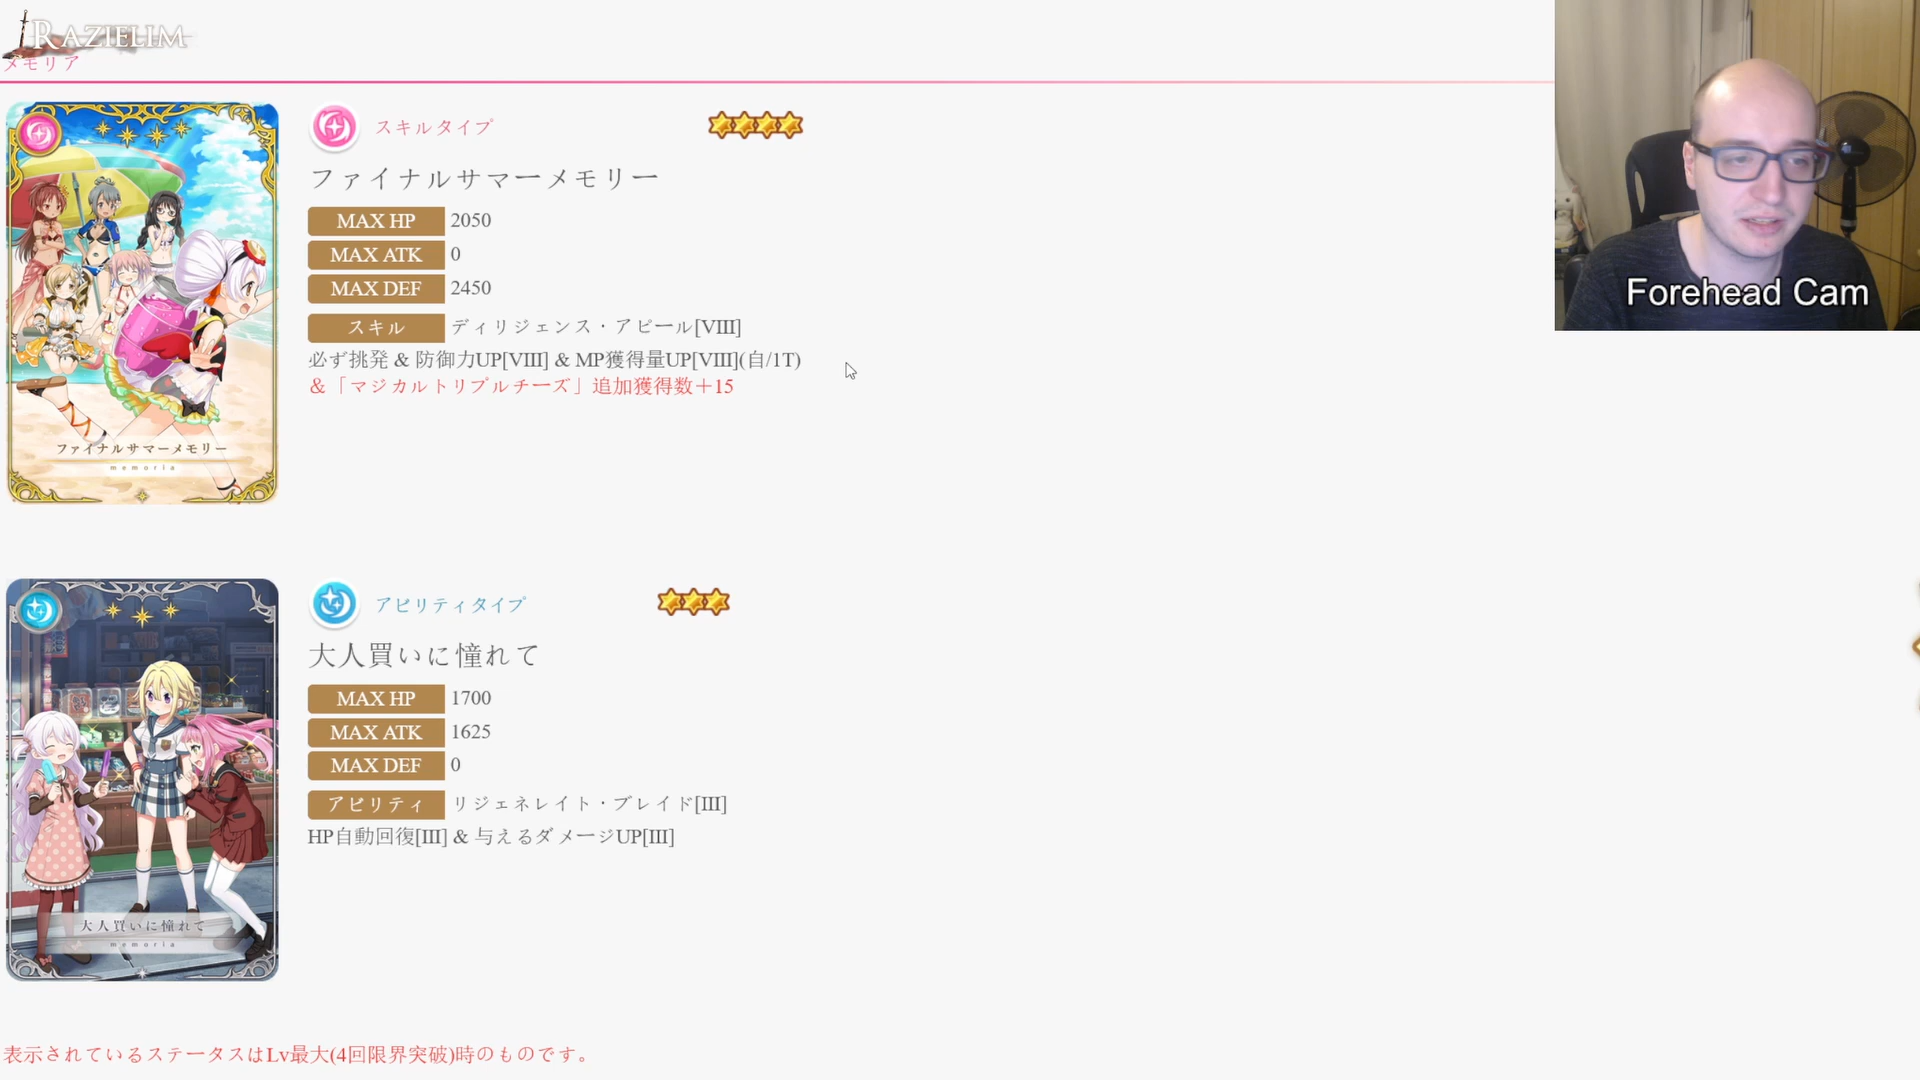 RAZIELIM
メモリア
スキルタイプ
ファイナルサマーメモリー
MAX HP 2050
MAX ATK 0
MAX DEF 2450
スキル ディリジェンス・アピール[VIII]
必ず挑発 & 防御力UP[VIII] & MP獲得量UP[VIII](自/1T)
＆「マジカルトリプルチーズ」追加獲得数＋15
ファイナルサマーメモリー
memoria
アビリティタイプ
大人買いに憧れて
MAX HP 1700
MAX ATK 1625
MAX DEF 0
アビリティ リジェネレイト・ブレイド[III]
HP自動回復[III] & 与えるダメージUP[III]
大人買いに憧れて
memoria
表示されているステータスはLv最大(4回限界突破)時のものです。
Forehead Cam